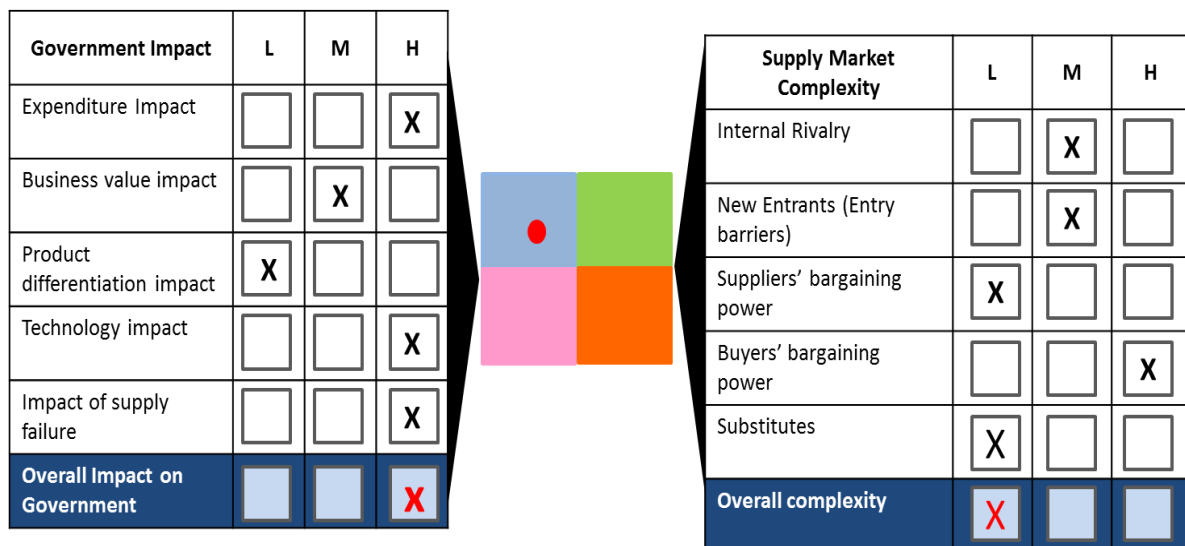 Government Impact L M H
Expenditure Impact X
Business value impact X
Product
differentiation impact X
Technology impact X
Impact of supply
failure X
Overall Impact on
Government X
Supply Market
Complexity L M H
Internal Rivalry X
New Entrants (Entry
barriers) X
Suppliers’ bargaining
power X
Buyers’ bargaining
power X
Substitutes X
Overall complexity X